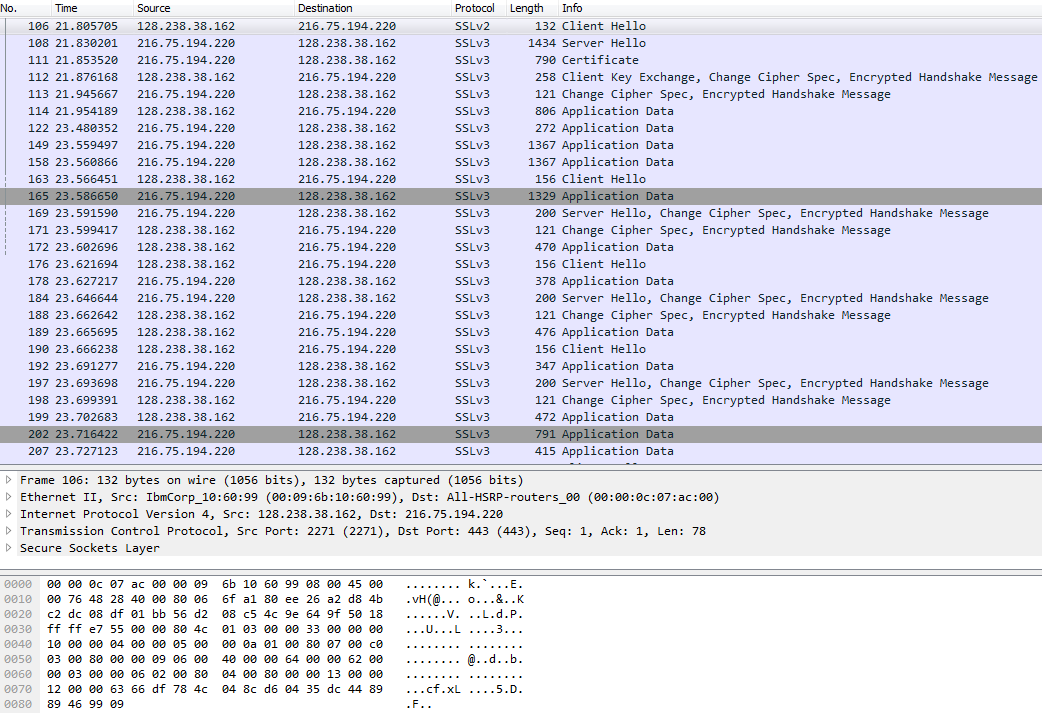 No. Time Source Destination Protocol Length Info
106 21.805705 128.238.38.162 216.75.194.220 SSLv2 132 Client Hello
108 21.830201 216.75.194.220 128.238.38.162 SSLv3 1434 Server Hello
111 21.853520 216.75.194.220 128.238.38.162 SSLv3 790 Certificate
112 21.876168 128.238.38.162 216.75.194.220 SSLv3 258 Client Key Exchange, Change Cipher Spec, Encrypted Handshake Message
113 21.945667 216.75.194.220 128.238.38.162 SSLv3 121 Change Cipher Spec, Encrypted Handshake Message
114 21.954189 128.238.38.162 216.75.194.220 SSLv3 806 Application Data
122 23.480352 216.75.194.220 128.238.38.162 SSLv3 272 Application Data
149 23.559497 216.75.194.220 128.238.38.162 SSLv3 1367 Application Data
158 23.560866 216.75.194.220 128.238.38.162 SSLv3 1367 Application Data
163 23.566451 128.238.38.162 216.75.194.220 SSLv3 156 Client Hello
165 23.586650 216.75.194.220 128.238.38.162 SSLv3 1329 Application Data
169 23.591590 216.75.194.220 128.238.38.162 SSLv3 200 Server Hello, Change Cipher Spec, Encrypted Handshake Message
171 23.599417 128.238.38.162 216.75.194.220 SSLv3 121 Change Cipher Spec, Encrypted Handshake Message
172 23.602696 128.238.38.162 216.75.194.220 SSLv3 470 Application Data
176 23.621694 128.238.38.162 216.75.194.220 SSLv3 156 Client Hello
178 23.627217 216.75.194.220 128.238.38.162 SSLv3 378 Application Data
184 23.646644 216.75.194.220 128.238.38.162 SSLv3 200 Server Hello, Change Cipher Spec, Encrypted Handshake Message
188 23.662642 128.238.38.162 216.75.194.220 SSLv3 121 Change Cipher Spec, Encrypted Handshake Message
189 23.665695 128.238.38.162 216.75.194.220 SSLv3 476 Application Data
190 23.666238 128.238.38.162 216.75.194.220 SSLv3 156 Client Hello
192 23.691277 216.75.194.220 128.238.38.162 SSLv3 347 Application Data
197 23.693698 216.75.194.220 128.238.38.162 SSLv3 200 Server Hello, Change Cipher Spec, Encrypted Handshake Message
198 23.699391 128.238.38.162 216.75.194.220 SSLv3 121 Change Cipher Spec, Encrypted Handshake Message
199 23.702683 128.238.38.162 216.75.194.220 SSLv3 472 Application Data
202 23.716422 216.75.194.220 128.238.38.162 SSLv3 791 Application Data
207 23.727123 216.75.194.220 128.238.38.162 SSLv3 415 Application Data
Frame 106: 132 bytes on wire (1056 bits), 132 bytes captured (1056 bits)
Ethernet II, Src: IbmCorp_10:60:99 (00:09:6b:10:60:99), Dst: All-HSRP-routers_00 (00:00:0c:07:ac:00)
Internet Protocol Version 4, Src: 128.238.38.162, Dst: 216.75.194.220
Transmission Control Protocol, Src Port: 2271 (2271), Dst Port: 443 (443), Seq: 1, Ack: 1, Len: 78
Secure Sockets Layer
0000 00 00 0c 07 ac 00 00 09 6b 10 60 99 08 00 45 00 ........ k.`...E.
0010 00 76 48 28 40 00 80 06 6f a1 80 ee 26 a2 d8 4b .vH(@... o...&..K
0020 c2 dc 08 df 01 bb 56 d2 08 c5 4c 9e 64 9f 50 18 ......V. ..L.d.P.
0030 ff ff e7 55 00 00 80 4c 01 03 00 00 33 00 00 00 ...U...L ....3...
0040 10 00 00 04 00 00 05 00 00 0a 01 00 80 07 00 c0 ........ ........
0050 03 00 80 00 00 09 06 00 40 00 00 64 00 00 62 00 ........ @..d..b.
0060 00 03 00 00 06 02 00 80 04 00 80 00 00 13 00 00 ........ ........
0070 12 00 00 63 66 df 78 4c 04 8c d6 04 35 dc 44 89 ...cf.xL ....5.D.
0080 89 46 99 09 .F..